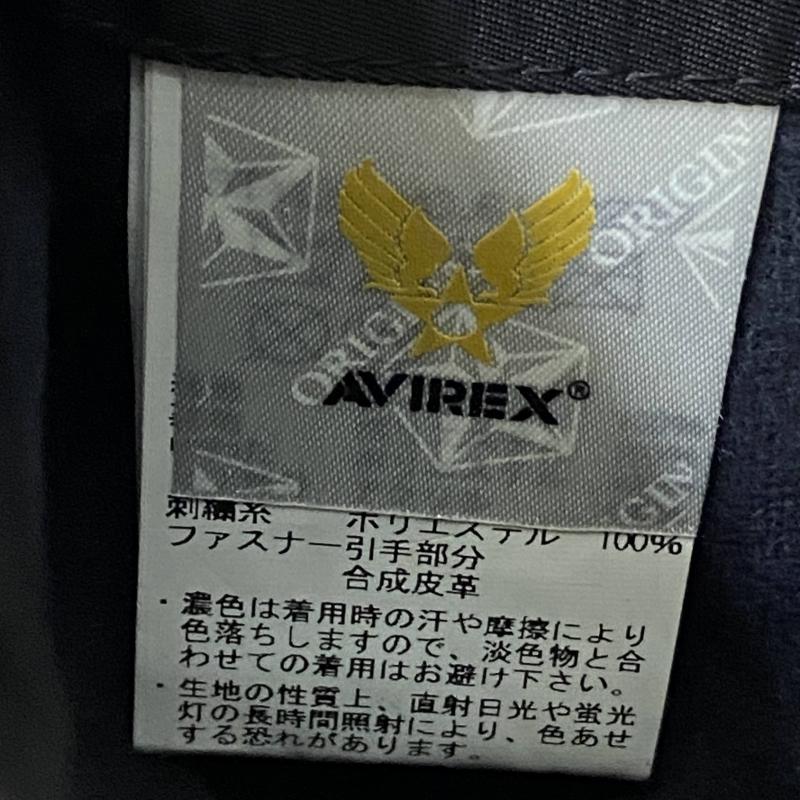 ORIGIN
ORIG
AVIREX®
GIN
刺繍糸 ポリエステル 100%
ファスナー引手部分
合成皮革
・濃色は着用時の汗や摩擦により
色落ちしますので、淡色物と合
わせての着用はお避け下さい。
・生地の性質上、直射日光や蛍光
灯の長時間照射により、色あせ
する恐れがあります。